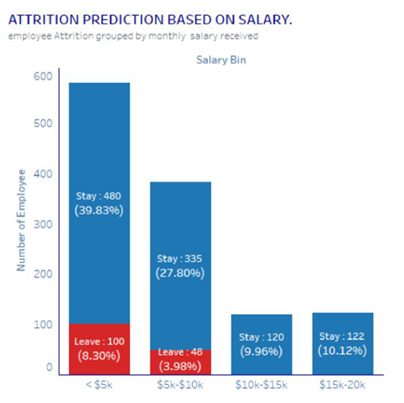 ATTRITION PREDICTION BASED ON SALARY.
employee Attrition grouped by monthly salary received
Salary Bin
600
500
400
300
200
100
0
Number of Employee
Stay : 480
(39.83%)
Leave : 100
(8.30%)
Stay : 335
(27.80%)
Leave : 48
(3.98%)
Stay : 120
(9.96%)
Stay : 122
(10.12%)
< $5k
$5k-$10k
$10k-$15k
$15k-20k